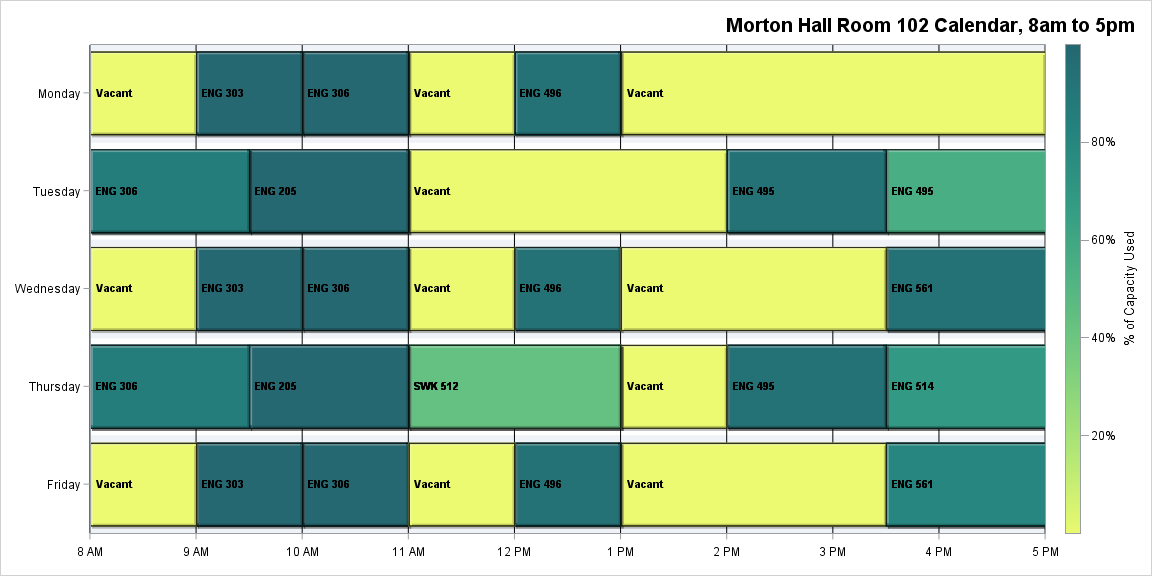 Morton Hall Room 102 Calendar, 8am to 5pm
Monday
Vacant
ENG 303
ENG 306
Vacant
ENG 496
Vacant
Tuesday
ENG 306
ENG 205
Vacant
ENG 495
ENG 495
Wednesday
Vacant
ENG 303
ENG 306
Vacant
ENG 496
Vacant
ENG 561
Thursday
ENG 306
ENG 205
SWK 512
Vacant
ENG 495
ENG 514
Friday
Vacant
ENG 303
ENG 306
Vacant
ENG 496
Vacant
ENG 561
8 AM
9 AM
10 AM
11 AM
12 PM
1 PM
2 PM
3 PM
4 PM
5 PM
80%
60%
40%
20%
% of Capacity Used